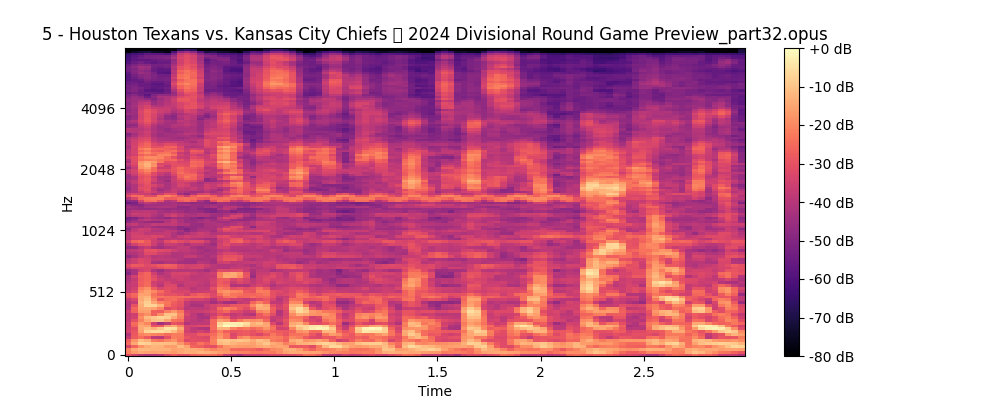 5 - Houston Texans vs. Kansas City Chiefs ▯ 2024 Divisional Round Game Preview_part32.opus
+0 dB
4096
-10 dB
-20 dB
2048
-30 dB
Hz
1024
-40 dB
-50 dB
512
-60 dB
-70 dB
0
-80 dB
0 0.5 1 1.5 2 2.5
Time